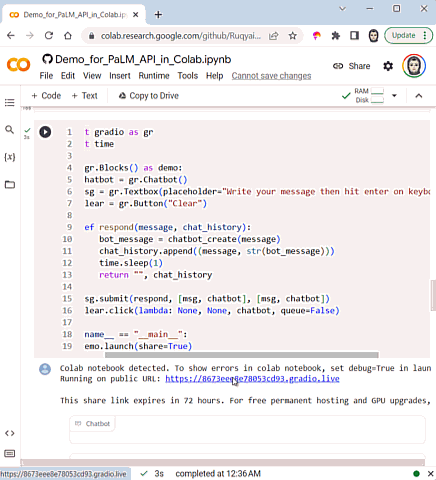 Demo_for_PaLM_API_in_Colab.ip
colab.research.google.com/github/Ruqyai...
Update
Demo_for_PaLM_API_in_Colab.ipynb
File Edit View Insert Runtime Tools Help Cannot save changes
Share
+ Code + Text Copy to Drive
RAM
Disk
3s
1 t gradio as gr
2 t time
3
4 gr.Blocks() as demo:
5 hatbot = gr.Chatbot()
6 sg = gr.Textbox(placeholder="Write your message then hit enter on keybo
7 lear = gr.Button("Clear")
8
9 ef respond(message, chat_history):
10 bot_message = chatbot_create(message)
11 chat_history.append((message, str(bot_message)))
12 time.sleep(1)
13 return "", chat_history
14
15 sg.submit(respond, [msg, chatbot], [msg, chatbot])
16 lear.click(lambda: None, None, chatbot, queue=False)
17
18 name__ == "__main__":
19 emo.launch(share=True)
Colab notebook detected. To show errors in colab notebook, set debug=True in laun
Running on public URL: https://8673eee8e78053cd93.gradio.live
This share link expires in 72 hours. For free permanent hosting and GPU upgrades,
Chatbot
https://8673eee8e78053cd93.gradio.live
3s completed at 12:36 AM